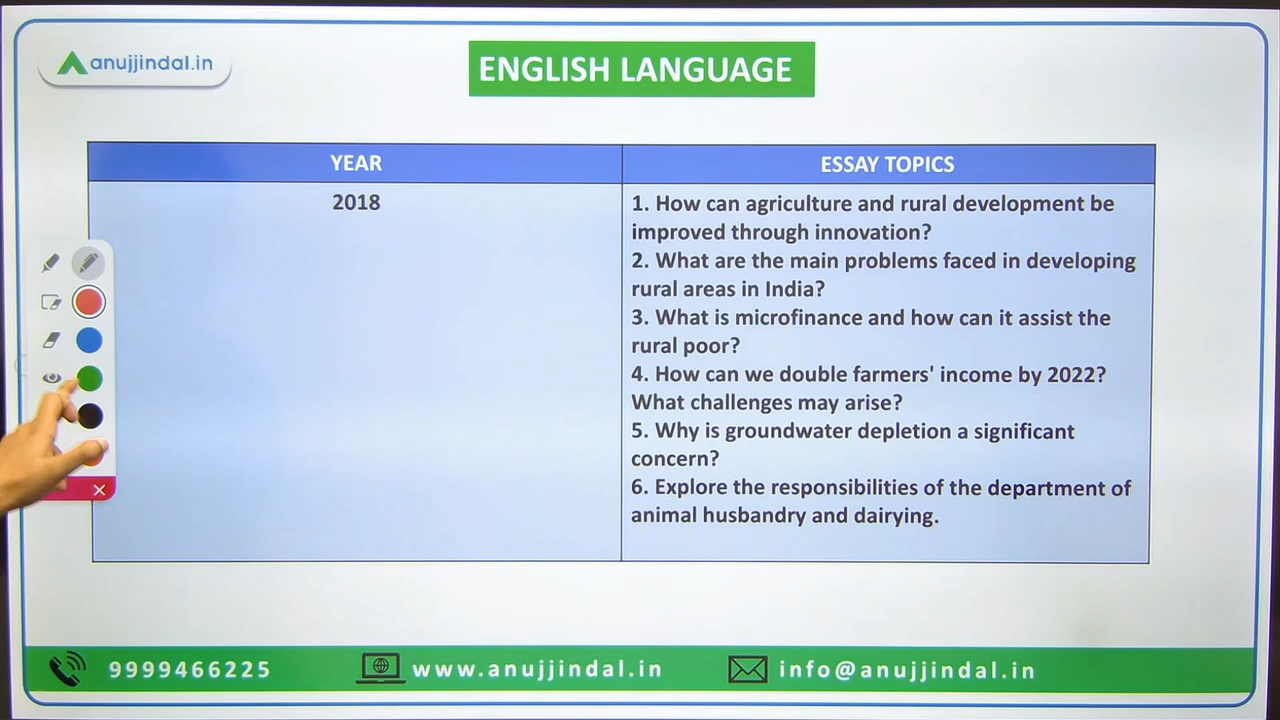 anujjindal.in
ENGLISH LANGUAGE
YEAR
ESSAY TOPICS
2018
1. How can agriculture and rural development be
improved through innovation?
2. What are the main problems faced in developing
rural areas in India?
3. What is microfinance and how can it assist the
rural poor?
4. How can we double farmers' income by 2022?
What challenges may arise?
5. Why is groundwater depletion a significant
concern?
6. Explore the responsibilities of the department of
animal husbandry and dairying.
9999466225
www.anujjindal.in
info@anujjindal.in